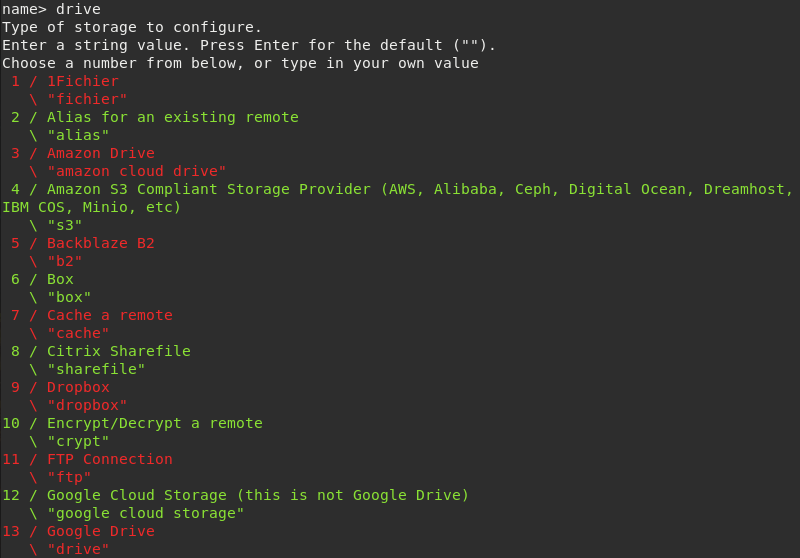 name> drive
Type of storage to configure.
Enter a string value. Press Enter for the default ("").
Choose a number from below, or type in your own value
 1 / 1Fichier
   \ "fichier"
 2 / Alias for an existing remote
   \ "alias"
 3 / Amazon Drive
   \ "amazon cloud drive"
 4 / Amazon S3 Compliant Storage Provider (AWS, Alibaba, Ceph, Digital Ocean, Dreamhost,
IBM COS, Minio, etc)
   \ "s3"
 5 / Backblaze B2
   \ "b2"
 6 / Box
   \ "box"
 7 / Cache a remote
   \ "cache"
 8 / Citrix Sharefile
   \ "sharefile"
 9 / Dropbox
   \ "dropbox"
10 / Encrypt/Decrypt a remote
   \ "crypt"
11 / FTP Connection
   \ "ftp"
12 / Google Cloud Storage (this is not Google Drive)
   \ "google cloud storage"
13 / Google Drive
   \ "drive"